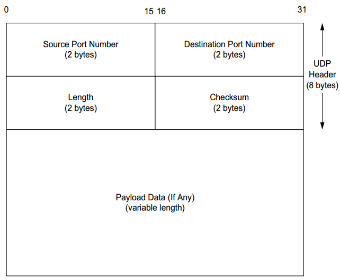 0 15 16 31
Source Port Number
(2 bytes)
Destination Port Number
(2 bytes)
UDP
Header
(8 bytes)
Length
(2 bytes)
Checksum
(2 bytes)
Payload Data (If Any)
(variable length)